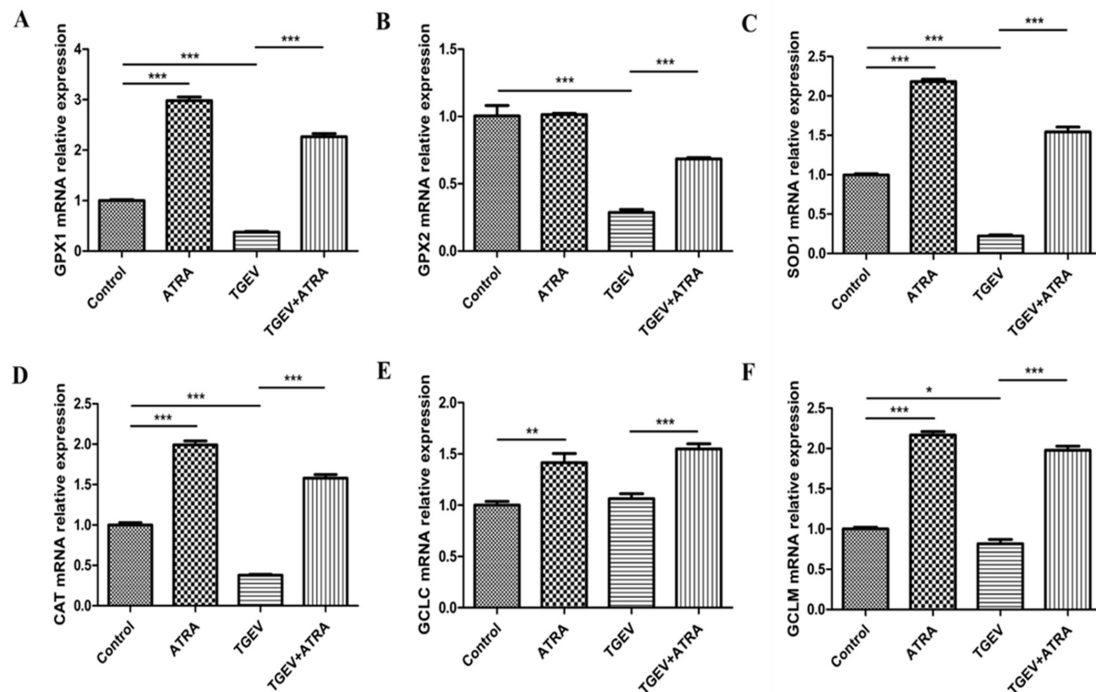 A
GPX1 mRNA relative expression
4
3
2
1
0
***
***
***
Control
ATRA
TGEV
TGEV+ATRA
B
GPX2 mRNA relative expression
1.5
1.0
0.5
0.0
***
***
Control
ATRA
TGEV
TGEV+ATRA
C
SOD1 mRNA relative expression
2.5
2.0
1.5
1.0
0.5
0.0
***
***
***
Control
ATRA
TGEV
TGEV+ATRA
D
CAT mRNA relative expression
2.5
2.0
1.5
1.0
0.5
0.0
***
***
***
Control
ATRA
TGEV
TGEV+ATRA
E
GCLC mRNA relative expression
2.0
1.5
1.0
0.5
0.0
**
***
Control
ATRA
TGEV
TGEV+ATRA
F
GCLM mRNA relative expression
2.5
2.0
1.5
1.0
0.5
0.0
***
*
***
Control
ATRA
TGEV
TGEV+ATRA